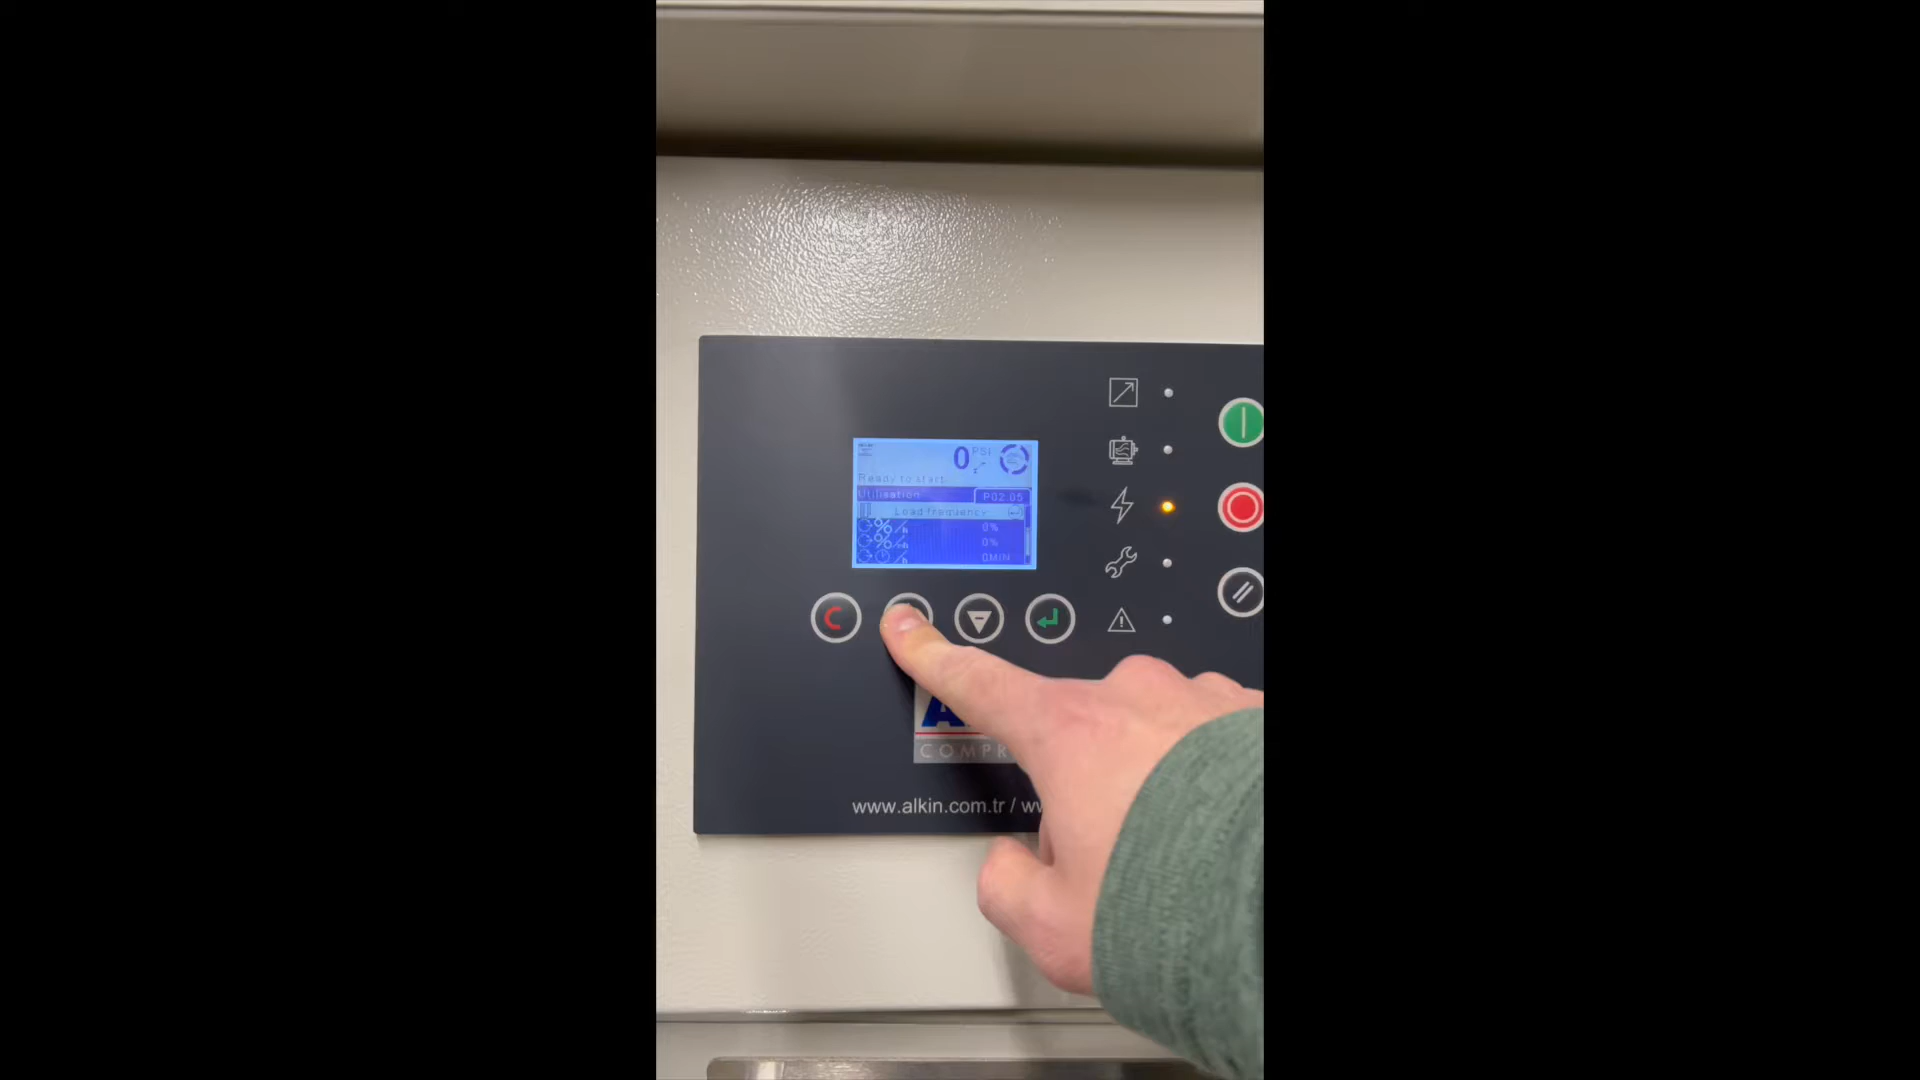 0 PSI
Ready to start
Utilisation P02.05
Load frequency
% /h 0%
% 0%
/h 0MIN
C
A
COMPR
www.alkin.com.tr / ww